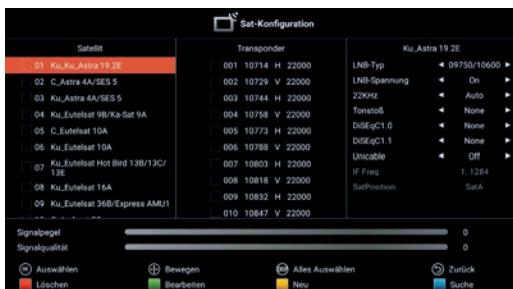 Sat-Konfiguration
Satellit
Transponder
Ku_Astra 19.2E
01 Ku_Ku_Astra 19.2E
02 C_Astra 4A/SES 5
03 Ku_Astra 4A/SES 5
04 Ku_Eutelsat 9B/Ka-Sat 9A
05 C_Eutelsat 10A
06 Ku_Eutelsat 10A
07 Ku_Eutelsat Hot Bird 13B/13C/
13E
08 Ku_Eutelsat 16A
09 Ku_Eutelsat 36B/Express AMU1
001 10714 H 22000
002 10729 V 22000
003 10744 H 22000
004 10758 V 22000
005 10773 H 22000
006 10788 V 22000
007 10803 H 22000
008 10818 V 22000
009 10832 H 22000
010 10847 V 22000
LNB-Typ 09750/10600
LNB-Spannung On
22KHz Auto
Tonstoß None
DiSEqC1.0 None
DiSEqC1.1 None
Unicable Off
IF Freq 1. 1284
SatPosition SatA
Signalpegel 0
Signalqualität 0
Auswählen
Bewegen
Alles Auswählen
Zurück
Löschen
Bearbeiten
Neu
Suche